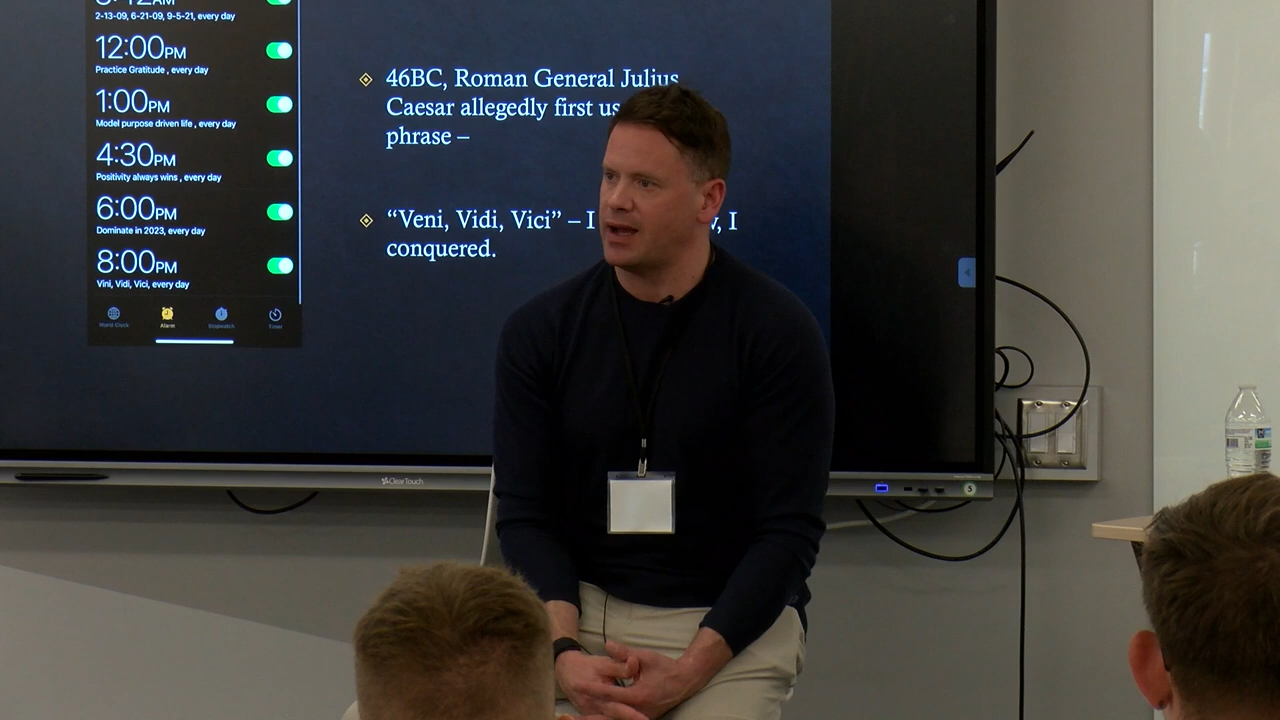 2-13-09, 6-21-09, 9-5-21, every day
12:00PM
Practice Gratitude , every day
1:00PM
Model purpose driven life , every day
4:30PM
Positivity always wins , every day
6:00PM
Dominate in 2023, every day
8:00PM
Vini, Vidi, Vici, every day
World Clock
Alarm
Stopwatch
Timer
46BC, Roman General Julius
Caesar allegedly first us
phrase –
“Veni, Vidi, Vici” – I , I
conquered.
ClearTouch
5